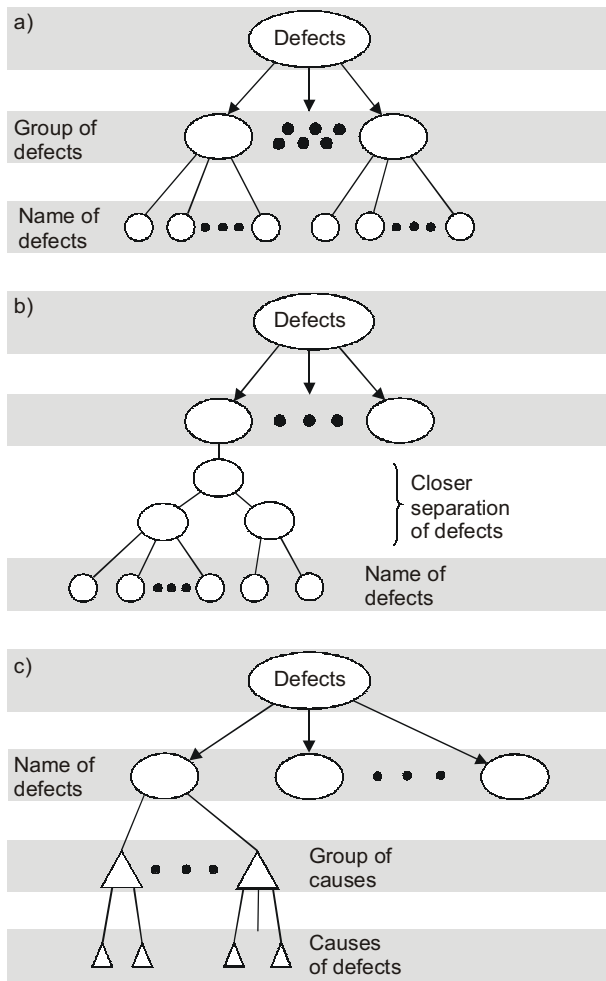 a)
Defects
Group of
defects
Name of
defects
b)
Defects
Closer
separation
of defects
Name of
defects
c)
Defects
Name of
defects
Group of
causes
Causes
of defects